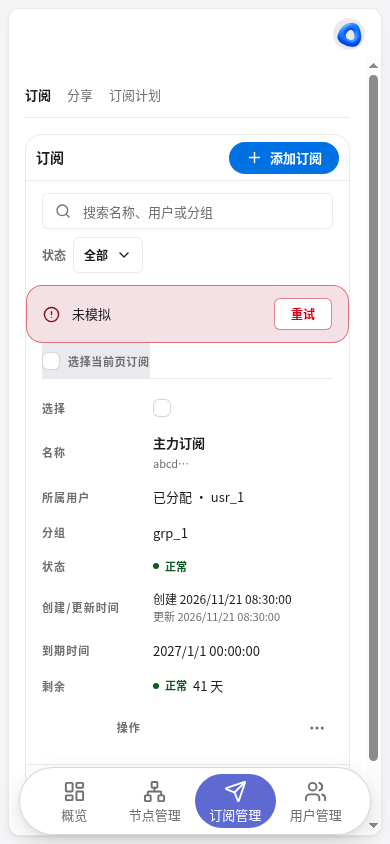 订阅 分享 订阅计划
订阅
添加订阅
搜索名称、用户或分组
状态 全部
未模拟 重试
选择当前页订阅
选择
名称 主力订阅
abcd···
所属用户 已分配 · usr_1
分组 grp_1
状态 正常
创建/更新时间 创建 2026/11/21 08:30:00
更新 2026/11/21 08:30:00
到期时间 2027/1/1 00:00:00
剩余 正常 41 天
操作
概览 节点管理 订阅管理 用户管理